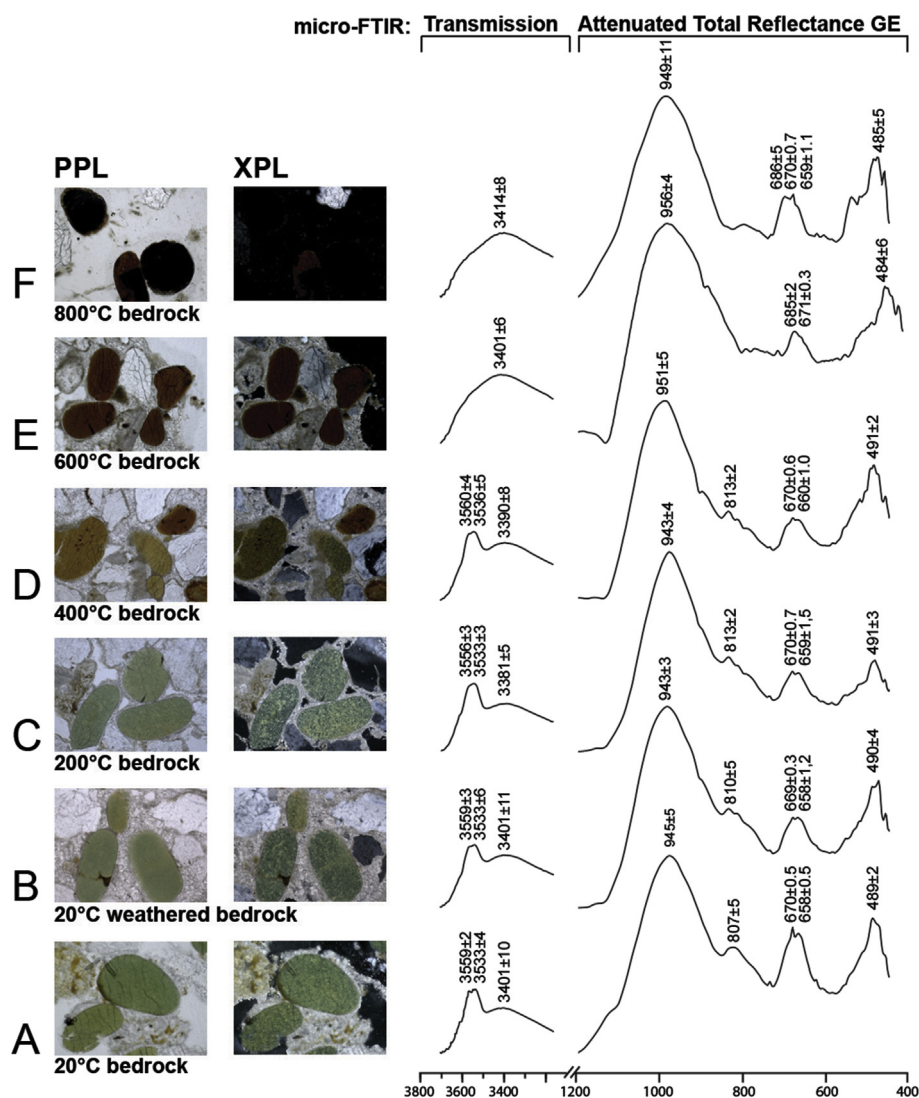 micro-FTIR: Transmission Attenuated Total Reflectance GE
PPL XPL
F
800°C bedrock
3414±8
949±11
686±5
670±0.7
659±1.1
485±5
E
600°C bedrock
3401±6
956±4
685±2
671±0.3
484±6
D
400°C bedrock
3560±4
3536±5
3390±8
951±5
813±2
670±0.6
660±1.0
491±2
C
200°C bedrock
3556±3
3533±3
3381±5
943±4
813±2
670±0.7
659±1,5
491±3
B
20°C weathered bedrock
3559±3
3533±6
3401±11
943±3
810±5
669±0.3
658±1,2
490±4
A
20°C bedrock
3559±2
3533±4
3401±10
945±5
807±5
670±0.5
658±0.5
489±2
3800 3600 3400 1200 1000 800 600 400